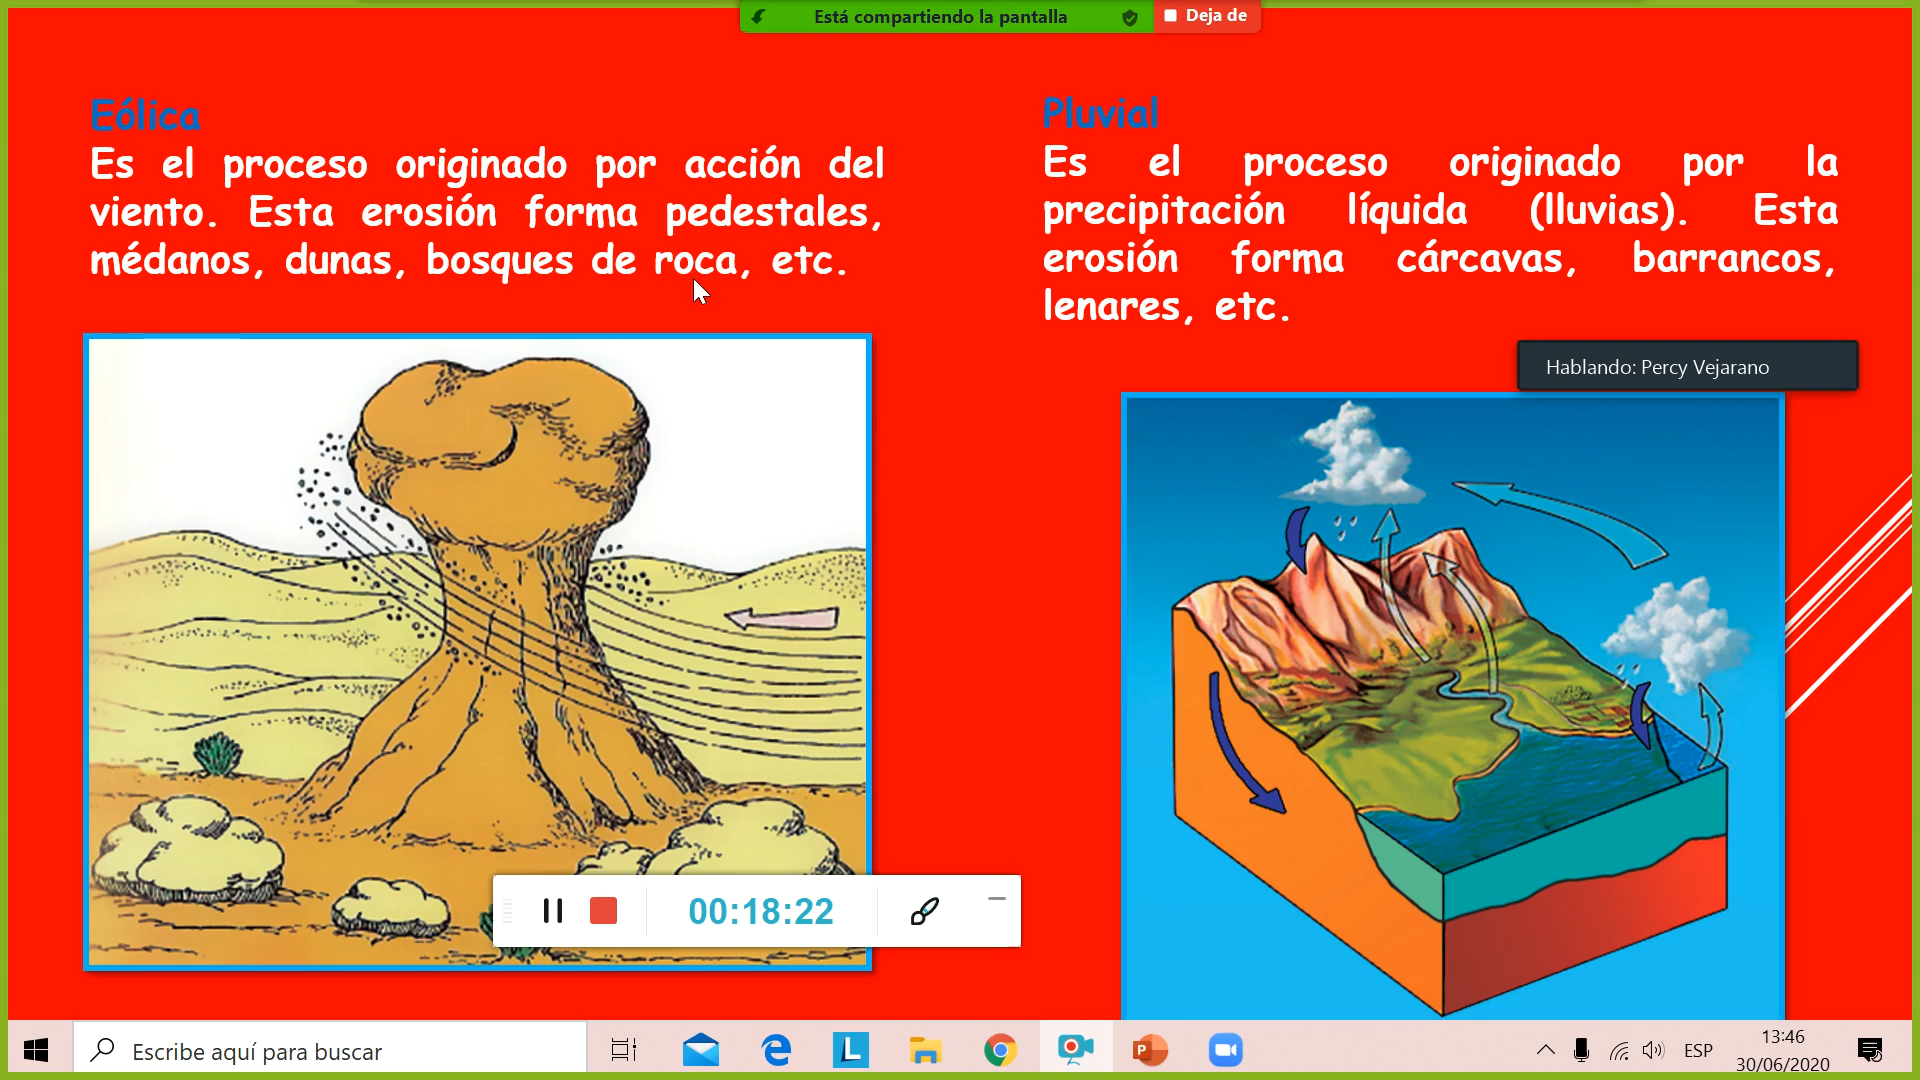 Está compartiendo la pantalla
Deja de
Eólica
Es el proceso originado por acción del
viento. Esta erosión forma pedestales,
médanos, dunas, bosques de roca, etc.
Pluvial
Es el proceso originado por la
precipitación líquida (lluvias). Esta
erosión forma cárcavas, barrancos,
lenares, etc.
Hablando: Percy Vejarano
00:18:22
Escribe aquí para buscar
L
P
ESP
13:46
30/06/2020